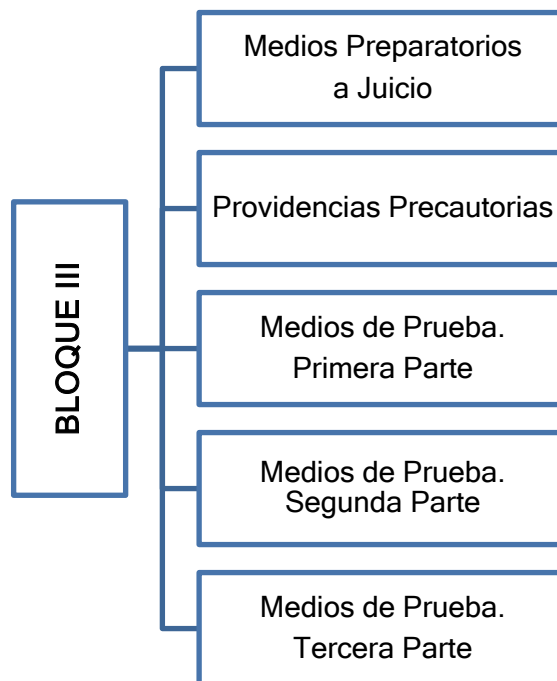 BLOQUE III
Medios Preparatorios
a Juicio
Providencias Precautorias
Medios de Prueba.
Primera Parte
Medios de Prueba.
Segunda Parte
Medios de Prueba.
Tercera Parte